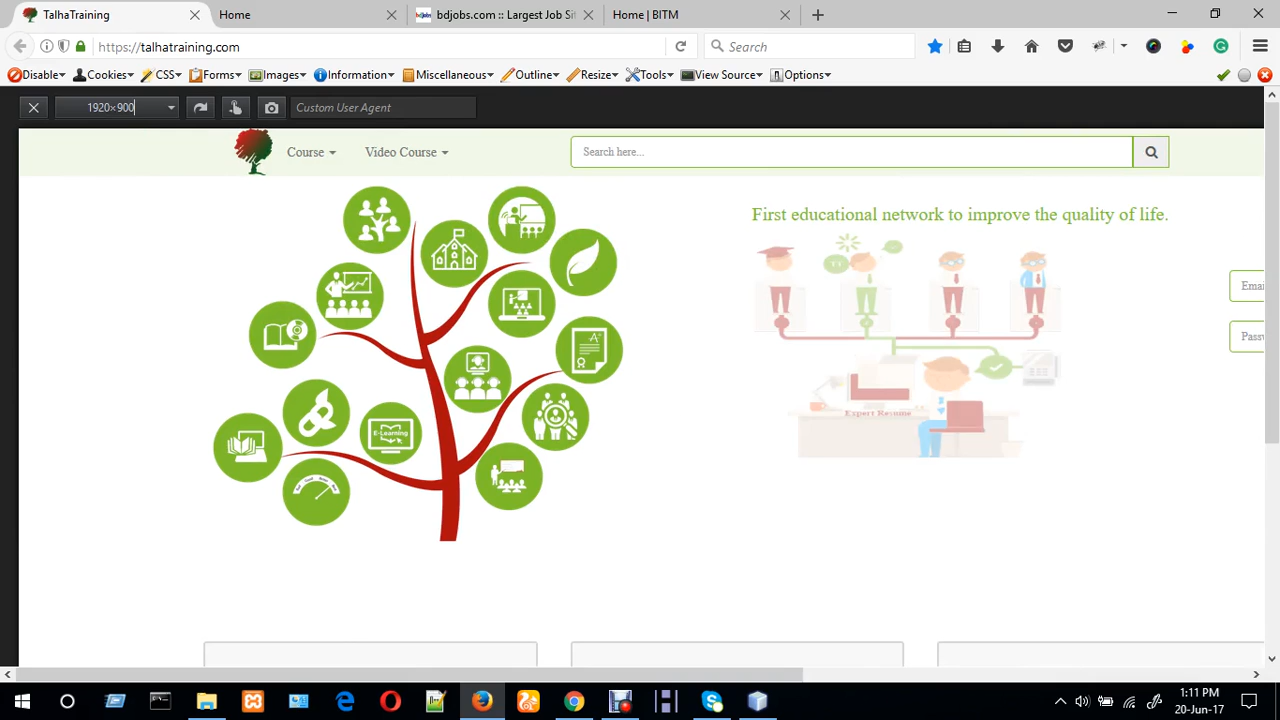 TalhaTraining
Home
bdjobs.com :: Largest Job Sit
Home | BITM
https://talhatraining.com
Search
Disable Cookies CSS Forms Images Information Miscellaneous Outline Resize Tools View Source Options
1920×900
Custom User Agent
Course
Video Course
Search here...
First educational network to improve the quality of life.
Emai
Passw
A+
E-Learning
Expert Resume
1:11 PM
20-Jun-17